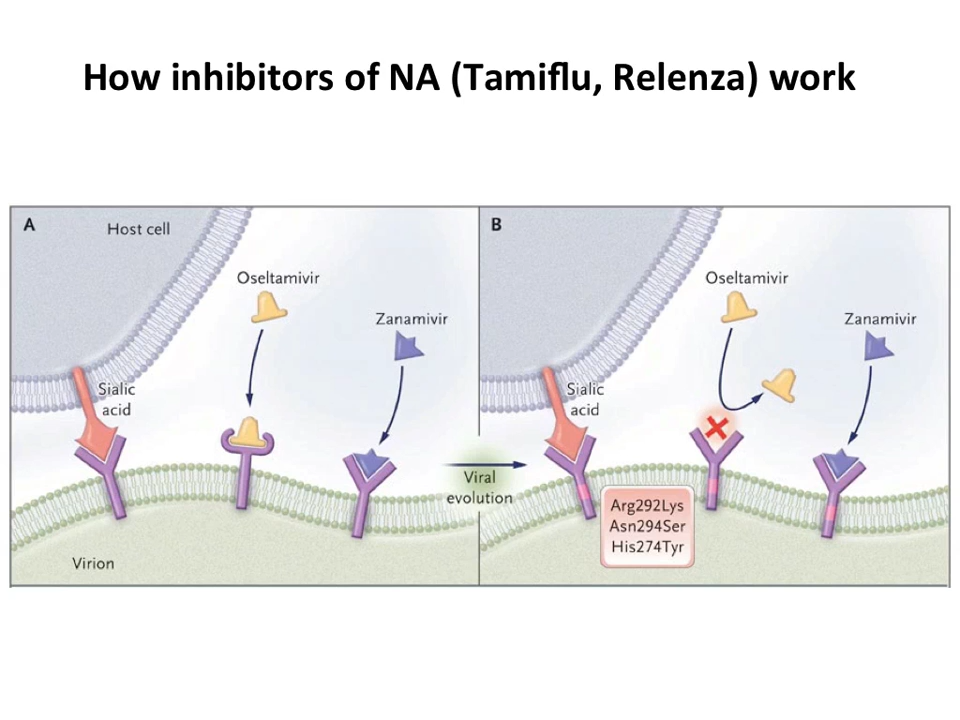 How inhibitors of NA (Tamiflu, Relenza) work
A
Host cell
Oseltamivir
Zanamivir
Sialic
acid
Virion
Viral
evolution
B
Oseltamivir
Zanamivir
Sialic
acid
Arg292Lys
Asn294Ser
His274Tyr